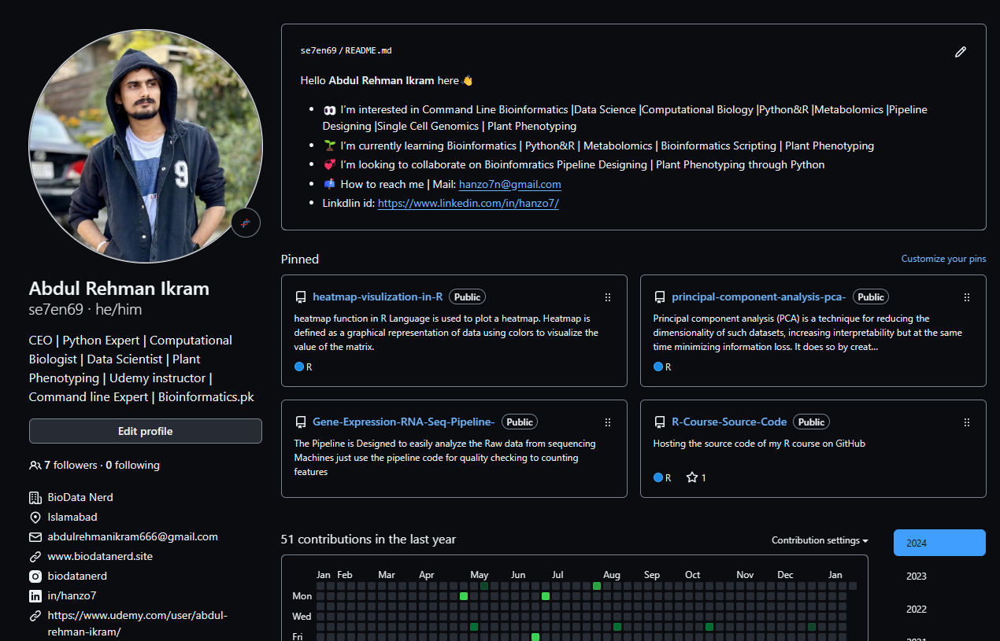 se7en69 / README.md
Hello Abdul Rehman Ikram here 👋
👀 I'm interested in Command Line Bioinformatics |Data Science |Computational Biology |Python&R |Metabolomics |Pipeline
Designing |Single Cell Genomics | Plant Phenotyping
🌱 I'm currently learning Bioinformatics | Python&R | Metabolomics | Bioinformatics Scripting | Plant Phenotyping
💞️ I'm looking to collaborate on Bioinfomratics Pipeline Designing | Plant Phenotyping through Python
📫 How to reach me | Mail: hanzo7n@gmail.com
Linkdlin id: https://www.linkedin.com/in/hanzo7/
9
Abdul Rehman Ikram
se7en69 · he/him
CEO | Python Expert | Computational
Biologist | Data Scientist | Plant
Phenotyping | Udemy instructor |
Command line Expert | Bioinformatics.pk
Edit profile
7 followers · 0 following
BioData Nerd
Islamabad
abdulrehmanikram666@gmail.com
www.biodatanerd.site
biodatanerd
in/hanzo7
https://www.udemy.com/user/abdul-
rehman-ikram/
Pinned
Customize your pins
heatmap-visulization-in-R Public
heatmap function in R Language is used to plot a heatmap. Heatmap is
defined as a graphical representation of data using colors to visualize the
value of the matrix.
R
principal-component-analysis-pca- Public
Principal component analysis (PCA) is a technique for reducing the
dimensionality of such datasets, increasing interpretability but at the same
time minimizing information loss. It does so by creat...
R
Gene-Expression-RNA-Seq-Pipeline- Public
The Pipeline is Designed to easily analyze the Raw data from sequencing
Machines just use the pipeline code for quality checking to counting
features
R-Course-Source-Code Public
Hosting the source code of my R course on GitHub
R 1
51 contributions in the last year
Contribution settings
Jan Feb Mar Apr May Jun Jul Aug Sep Oct Nov Dec Jan
Mon
Wed
Fri
2024
2023
2022